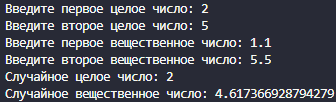 Введите первое целое число: 2
Введите второе целое число: 5
Введите первое вещественное число: 1.1
Введите второе вещественное число: 5.5
Случайное целое число: 2
Случайное вещественное число: 4.617366928794279